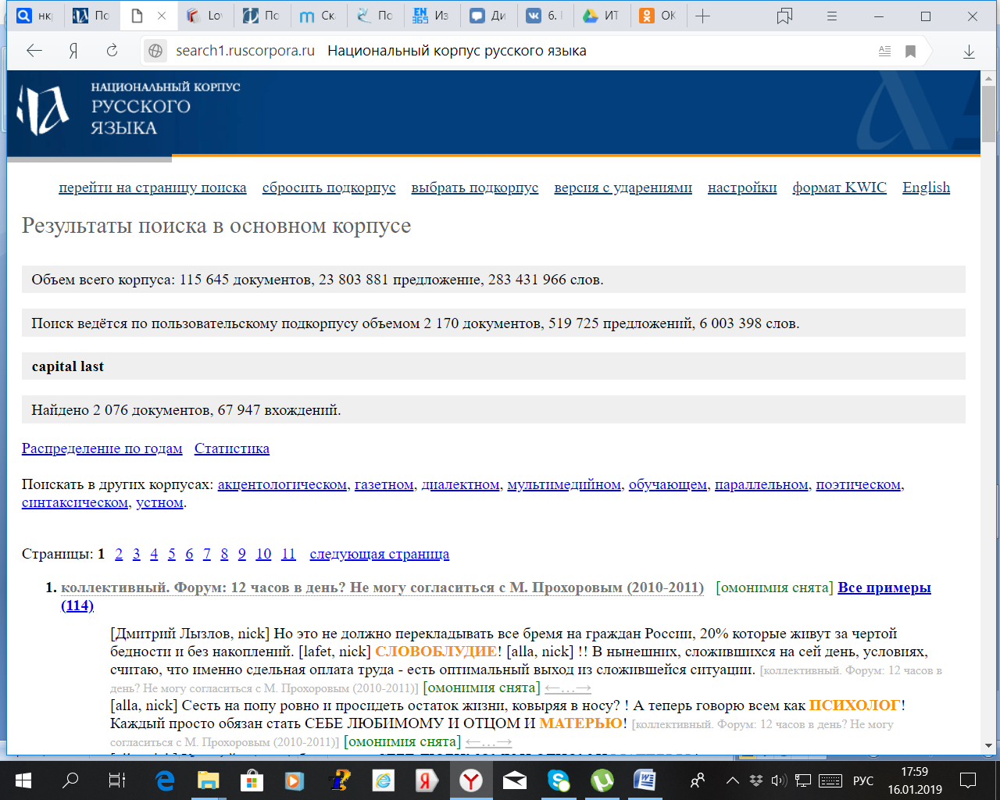 нк
По
Lo
По
Ск
По
Из
Ди
6. 
ИТ
ОК
search1.ruscorpora.ru Национальный корпус русского языка
НАЦИОНАЛЬНЫЙ КОРПУС
РУССКОГО
ЯЗЫКА
перейти на страницу поиска сбросить подкорпус выбрать подкорпус версия с ударениями настройки формат KWIC English
Результаты поиска в основном корпусе
Объем всего корпуса: 115 645 документов, 23 803 881 предложение, 283 431 966 слов.
Поиск ведётся по пользовательскому подкорпусу объемом 2 170 документов, 519 725 предложений, 6 003 398 слов.
capital last
Найдено 2 076 документов, 67 947 вхождений.
Распределение по годам Статистика
Поискать в других корпусах: акцентологическом, газетном, диалектном, мультимедийном, обучающем, параллельном, поэтическом,
синтаксическом, устном.
Страницы: 1 2 3 4 5 6 7 8 9 10 11 следующая страница
1. коллективный. Форум: 12 часов в день? Не могу согласиться с М. Прохоровым (2010-2011) [омонимия снята] Все примеры
(114)
[Дмитрий Лызлов, nick] Но это не должно перекладывать все бремя на граждан России, 20% которые живут за чертой
бедности и без накоплений. [lafet, nick] СЛОВОБЛУДИЕ! [alla, nick] !! В нынешних, сложившихся на сей день, условиях,
считаю, что именно сдельная оплата труда - есть оптимальный выход из сложившейся ситуации. [коллективный. Форум: 12 часов в
день? Не могу согласиться с М. Прохоровым (2010-2011)] [омонимия снята] ←…→
[alla, nick] Сесть на попу ровно и просидеть остаток жизни, ковыряя в носу? ! А теперь говорю всем как ПСИХОЛОГ!
Каждый просто обязан стать СЕБЕ ЛЮБИМОМУ И ОТЦОМ И МАТЕРЬЮ! [коллективный. Форум: 12 часов в день? Не могу
согласиться с М. Прохоровым (2010-2011)] [омонимия снята] ←…→
РУС
17:59
16.01.2019